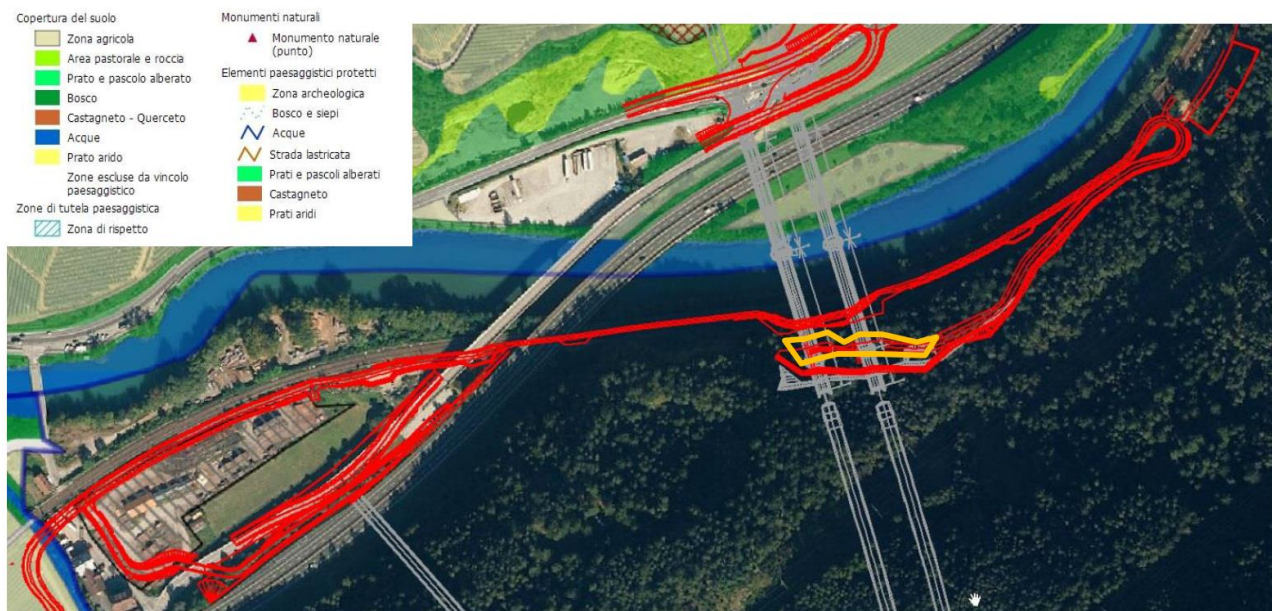 Copertura del suolo
Zona agricola
Area pastorale e roccia
Prato e pascolo alberato
Bosco
Castagneto - Querceto
Acque
Prato arido
Zone escluse da vincolo
paesaggistico
Zone di tutela paesaggistica
Zona di rispetto
Monumenti naturali
Monumento naturale
(punto)
Elementi paesaggistici protetti
Zona archeologica
Bosco e siepi
Acque
Strada lastricata
Prati e pascoli alberati
Castagneto
Prati aridi